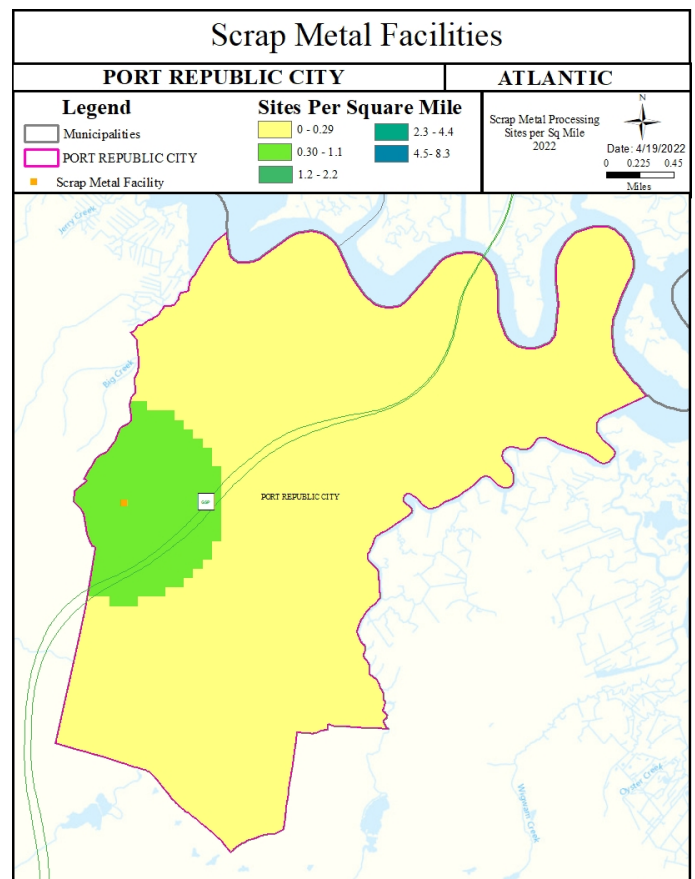 Scrap Metal Facilities
PORT REPUBLIC CITY
ATLANTIC
Legend
Municipalities
PORT REPUBLIC CITY
Scrap Metal Facility
Sites Per Square Mile
0 - 0.29
0.30 - 1.1
1.2 - 2.2
2.3 - 4.4
4.5- 8.3
Scrap Metal Processing
Sites per Sq Mile
2022
N
Date: 4/19/2022
0 0.225 0.45
Miles
Jerry Creek
Big Creek
GSP
PORT REPUBLIC CITY
Oyster Creek
Wigwam Creek